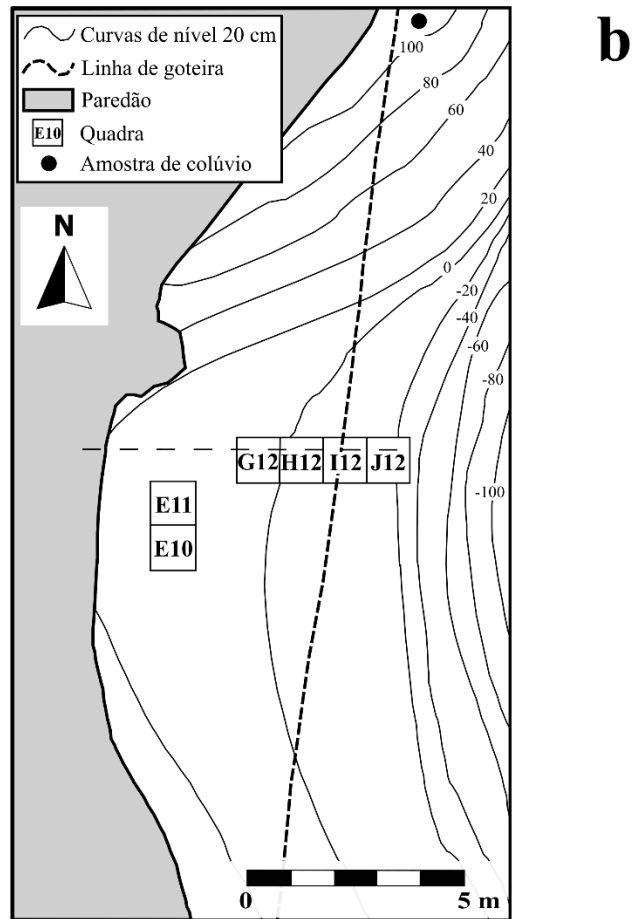 b
Curvas de nível 20 cm
Linha de goteira
Paredão
E10 Quadra
Amostra de colúvio
N
100
80
60
40
20
0
-20
-40
-60
-80
-100
G12 H12 I12 J12
E11
E10
0 5 m